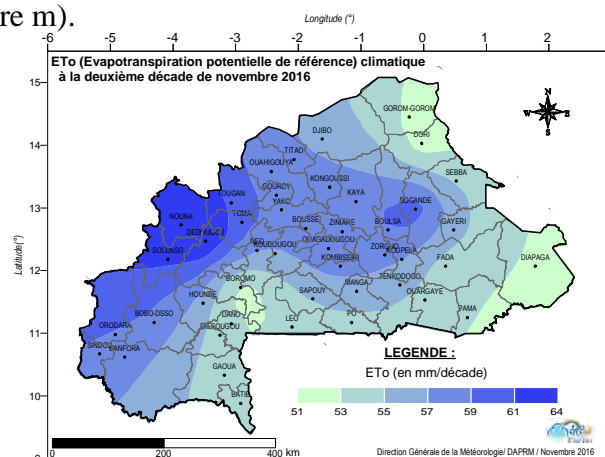 re m).
Longitude (°)
-6 -5 -4 -3 -2 -1 0 1 2
ETo (Evapotranspiration potentielle de référence) climatique
à la deuxième décade de novembre 2016
15
GOROM-GOROM
DJIBO
DORI
14
TITAO
OUAHIGOUYA
KONGOUSSI
SEBBA
TOUGAN
GOURCY
KAYA
YAKO
BOGANDE
13
NOUNA
TOMA
BOUSSE
ZINIARE
BOULSA
GAYERI
DEDOUGOU
SOLENSO
REO
KOUDOUGOU
OUAGADOUGOU
ZORGHO
KOUPELA
KOMBISSIRI
FADA
DIAPAGA
Latitude(°)
12
BOROMO
TENKODOGO
HOUNDE
SAPOUY
MANGA
OUARGAYE
BOBO-DSSO
DANO
LEO
PO
PAMA
ORODARA
DIEBOUGOU
11
SINDOU
BANFORA
LEGENDE :
GAOUA
ETo (en mm/décade)
10
BATIE
51 53 55 57 59 61 64
0 200 400 km
Direction Générale de la Météorologie/ DAPRM / Novembre 2016